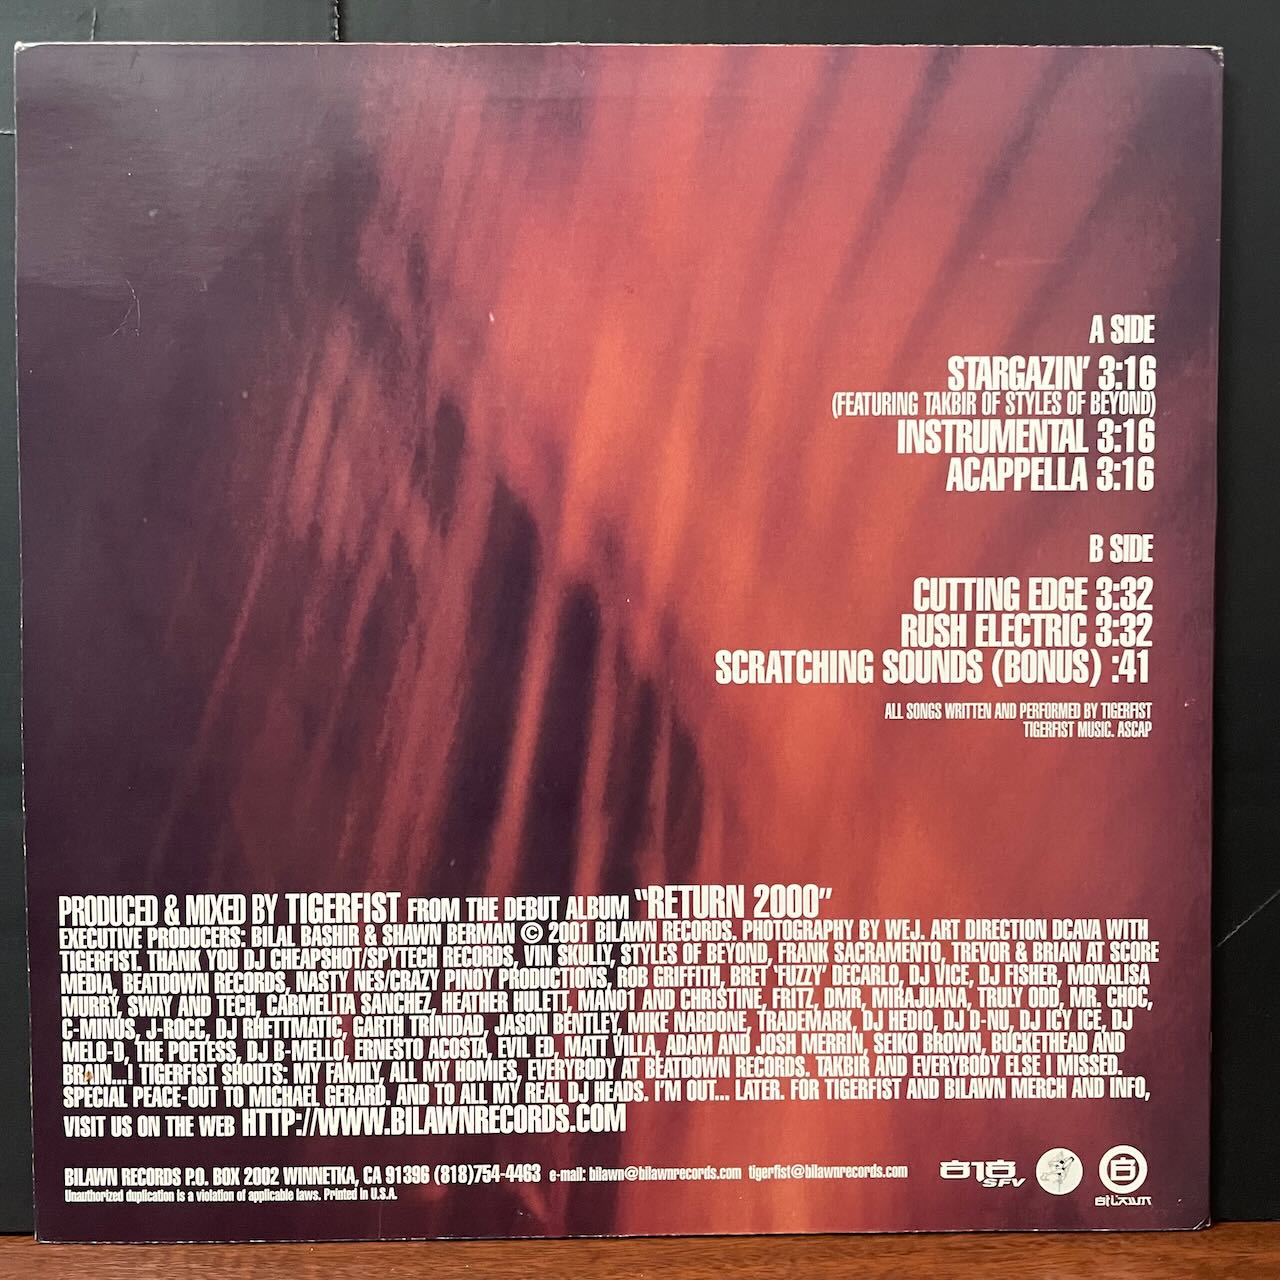 A SIDE
STARGAZIN' 3:16
(FEATURING TAKBIR OF STYLES OF BEYOND)
INSTRUMENTAL 3:16
ACAPPELLA 3:16
B SIDE
CUTTING EDGE 3:32
RUSH ELECTRIC 3:32
SCRATCHING SOUNDS (BONUS) :41
ALL SONGS WRITTEN AND PERFORMED BY TIGERFIST
TIGERFIST MUSIC. ASCAP
PRODUCED & MIXED BY TIGERFIST FROM THE DEBUT ALBUM "RETURN 2000"
EXECUTIVE PRODUCERS: BILAL BASHIR & SHAWN BERMAN © 2001 BILAWN RECORDS. PHOTOGRAPHY BY WEJ. ART DIRECTION DCAVA WITH
TIGERFIST. THANK YOU DJ CHEAPSHOT/SPYTECH RECORDS, VIN SKULLY, STYLES OF BEYOND, FRANK SACRAMENTO, TREVOR & BRIAN AT SCORE
MEDIA, BEATDOWN RECORDS, NASTY NES/CRAZY PINOY PRODUCTIONS, ROB GRIFFITH, BRET 'FUZZY' DECARLO, DJ VICE, DJ FISHER, MONALISA
MURRY, SWAY AND TECH, CARMELITA SANCHEZ, HEATHER HULETT, MANO1 AND CHRISTINE, FRITZ, DMR, MIRAJUANA, TRULY ODD, MR. CHOC,
C-MINUS, J-ROCC, DJ RHETTMATIC, GARTH TRINIDAD, JASON BENTLEY, MIKE NARDONE, TRADEMARK, DJ HEDIO, DJ D-NU, DJ ICY ICE, DJ
MELO-D, THE POETESS, DJ B-MELLO, ERNESTO ACOSTA, EVIL ED, MATT VILLA, ADAM AND JOSH MERRIN, SEIKO BROWN, BUCKETHEAD AND
BRAIN...! TIGERFIST SHOUTS: MY FAMILY, ALL MY HOMIES, EVERYBODY AT BEATDOWN RECORDS. TAKBIR AND EVERYBODY ELSE I MISSED.
SPECIAL PEACE-OUT TO MICHAEL GERARD. AND TO ALL MY REAL DJ HEADS. I'M OUT... LATER. FOR TIGERFIST AND BILAWN MERCH AND INFO,
VISIT US ON THE WEB HTTP://WWW.BILAWNRECORDS.COM
BILAWN RECORDS P.O. BOX 2002 WINNETKA, CA 91396 (818)754-4463 e-mail: bilawn@bilawnrecords.com tigerfist@bilawnrecords.com
Unauthorized duplication is a violation of applicable laws. Printed in U.S.A.
818
SFV
BILAWN